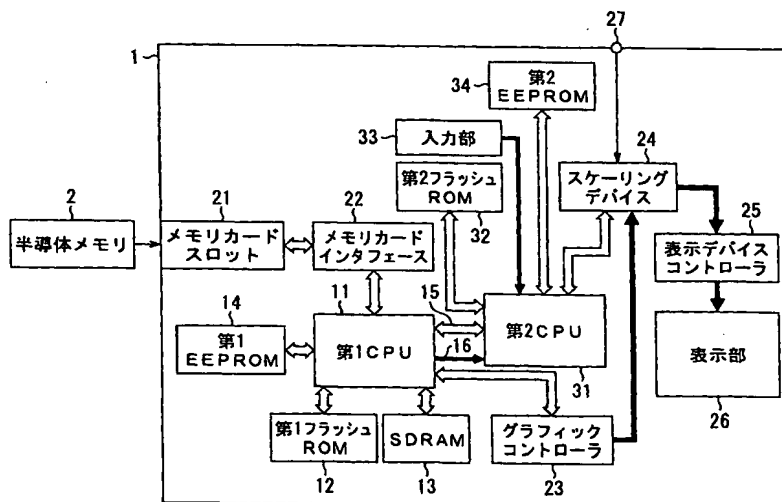 27
1
34
第2
EEPROM
33
入力部
24
スケーリング
デバイス
第2フラッシュ
ROM
32
2
半導体メモリ
21
メモリカード
スロット
22
メモリカード
インタフェース
25
表示デバイス
コントローラ
14
第1
EEPROM
11
第1CPU
15
16
第2CPU
31
表示部
26
第1フラッシュ
ROM
12
SDRAM
13
グラフィック
コントローラ
23